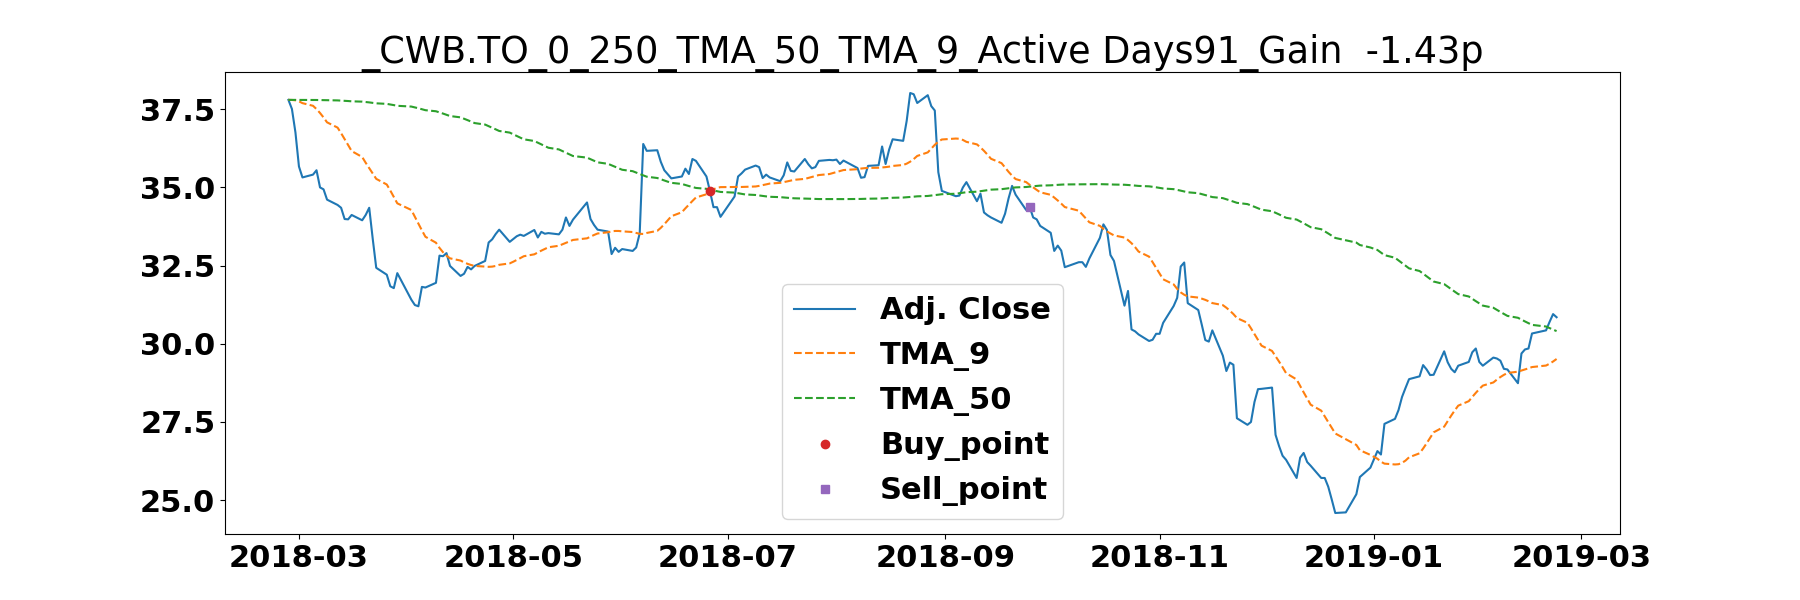 _CWB.TO_0_250_TMA_50_TMA_9_Active Days91_Gain  -1.43p
37.5
35.0
32.5
30.0
27.5
25.0
Adj. Close
TMA_9
TMA_50
Buy_point
Sell_point
2018-03 2018-05 2018-07 2018-09 2018-11 2019-01 2019-03